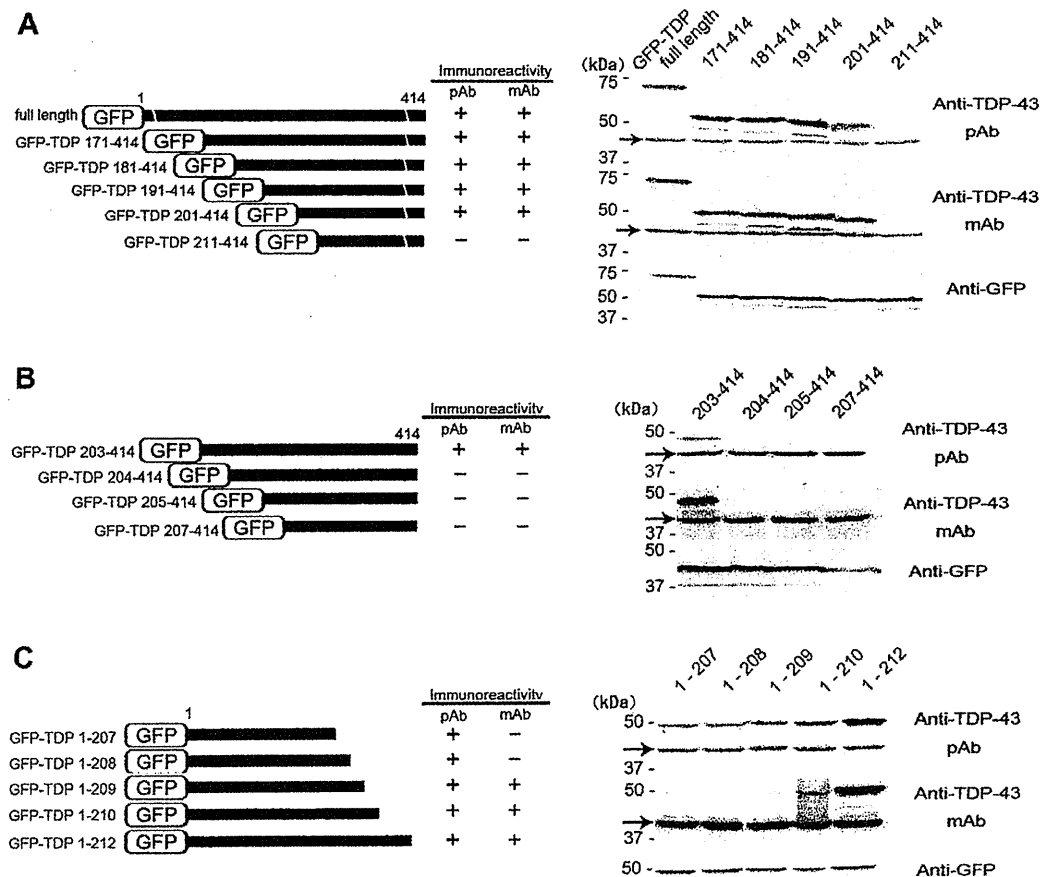 A
Immunoreactivity
pAb mAb
1 414
full length GFP + +
GFP-TDP 171-414 GFP + +
GFP-TDP 181-414 GFP + +
GFP-TDP 191-414 GFP + +
GFP-TDP 201-414 GFP + +
GFP-TDP 211-414 GFP − −
(kDa) GFP-TDP full length 171-414 181-414 191-414 201-414 211-414
75 -
50 -
37 -
Anti-TDP-43
pAb
75 -
50 -
37 -
Anti-TDP-43
mAb
75 -
50 -
37 -
Anti-GFP
B
Immunoreactivity
pAb mAb
414
GFP-TDP 203-414 GFP + +
GFP-TDP 204-414 GFP − −
GFP-TDP 205-414 GFP − −
GFP-TDP 207-414 GFP − −
(kDa) 203-414 204-414 205-414 207-414
50 -
37 -
Anti-TDP-43
pAb
50 -
37 -
Anti-TDP-43
mAb
50 -
37 -
Anti-GFP
C
Immunoreactivity
pAb mAb
1
GFP-TDP 1-207 GFP + −
GFP-TDP 1-208 GFP + −
GFP-TDP 1-209 GFP + +
GFP-TDP 1-210 GFP + +
GFP-TDP 1-212 GFP + +
(kDa) 1 - 207 1 - 208 1 - 209 1 - 210 1 - 212
50 -
37 -
Anti-TDP-43
pAb
50 -
37 -
Anti-TDP-43
mAb
50 -
Anti-GFP